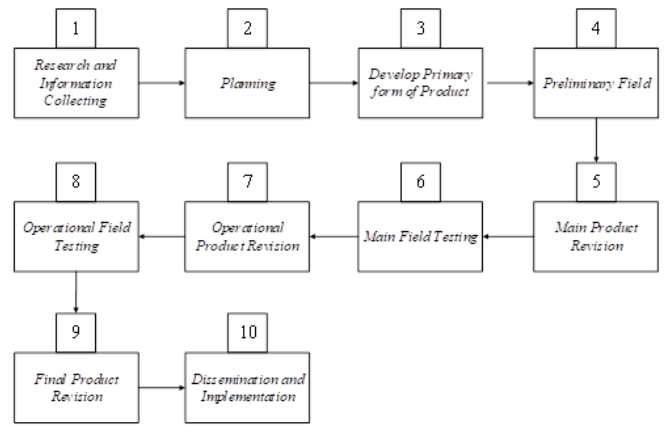 1
Research and
Information
Collecting
2
Planning
3
Develop Primary
form of Product
4
Preliminary Field
5
Main Product
Revision
6
Main Field Testing
7
Operational
Product Revision
8
Operational Field
Testing
9
Final Product
Revision
10
Dissemination and
Implementation